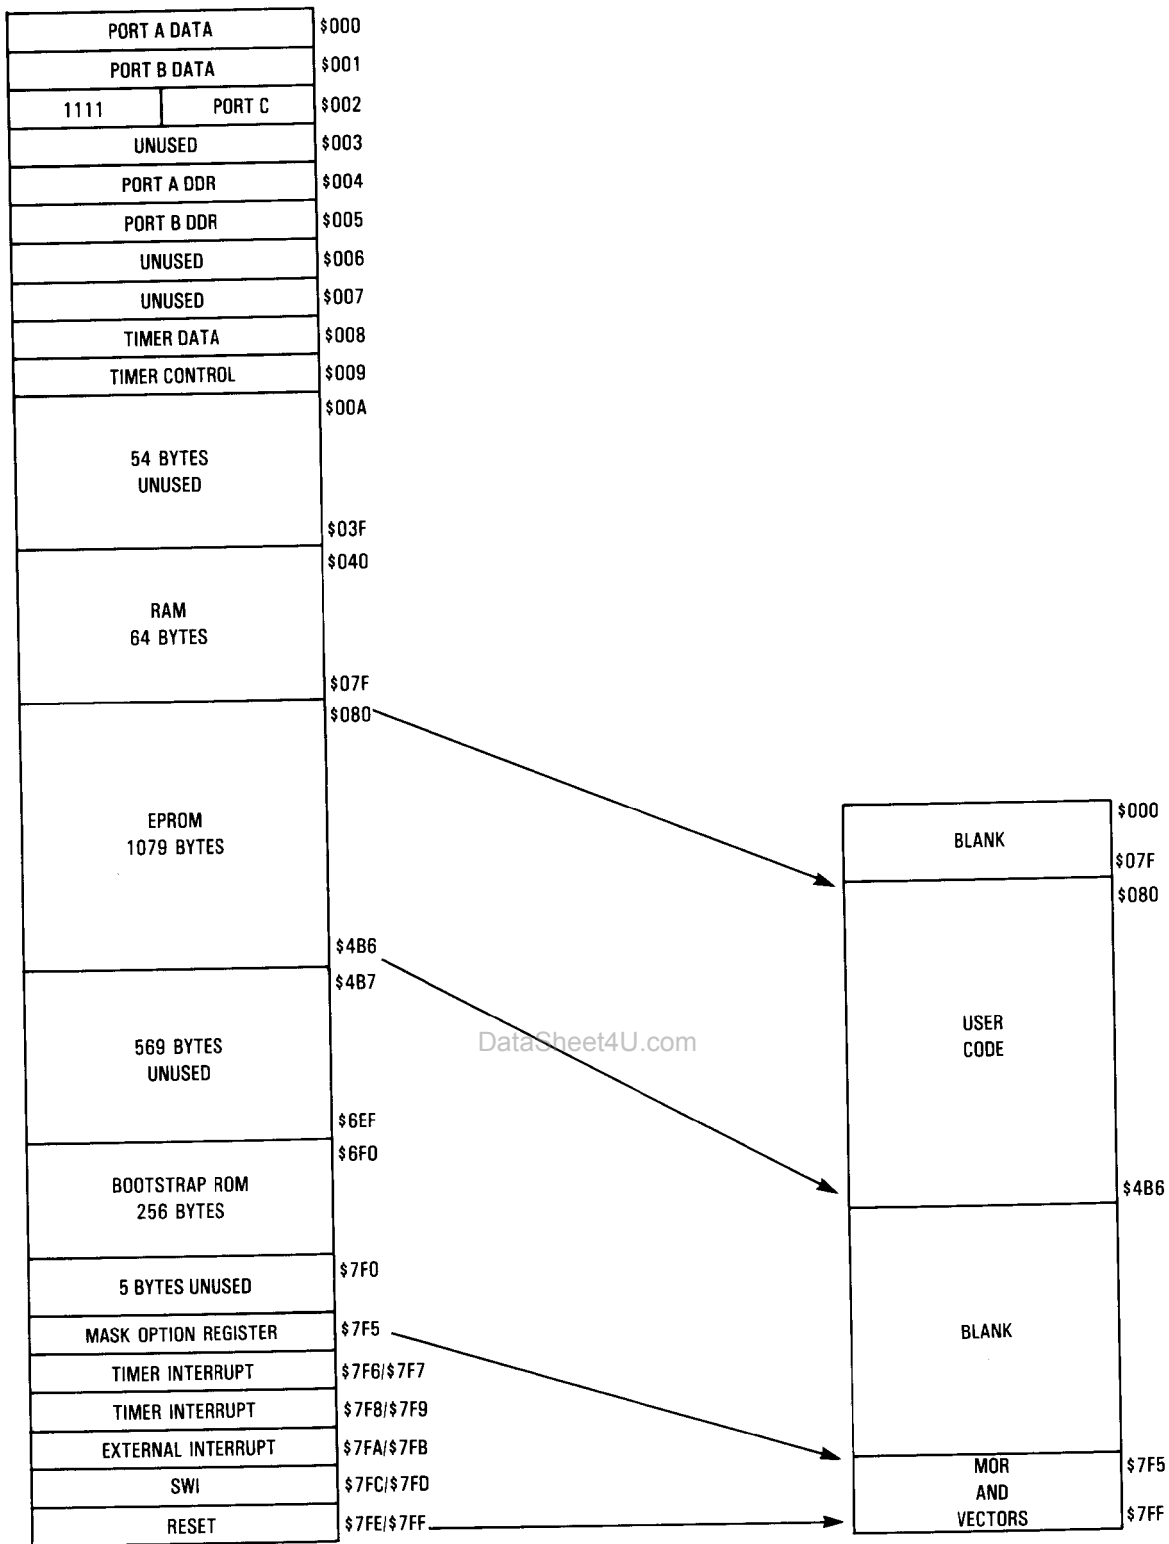 PORT A DATA $000
PORT B DATA $001
1111 PORT C $002
UNUSED $003
PORT A DDR $004
PORT B DDR $005
UNUSED $006
UNUSED $007
TIMER DATA $008
TIMER CONTROL $009
$00A
54 BYTES
UNUSED
$03F
$040
RAM
64 BYTES
$07F
$080
EPROM
1079 BYTES
$4B6
$4B7
569 BYTES
UNUSED
$6EF
$6F0
BOOTSTRAP ROM
256 BYTES
5 BYTES UNUSED $7F0
MASK OPTION REGISTER $7F5
TIMER INTERRUPT $7F6/$7F7
TIMER INTERRUPT $7F8/$7F9
EXTERNAL INTERRUPT $7FA/$7FB
SWI $7FC/$7FD
RESET $7FE/$7FF
DataSheet4U.com
$000
BLANK
$07F
$080
USER
CODE
$4B6
BLANK
MOR $7F5
AND
VECTORS $7FF